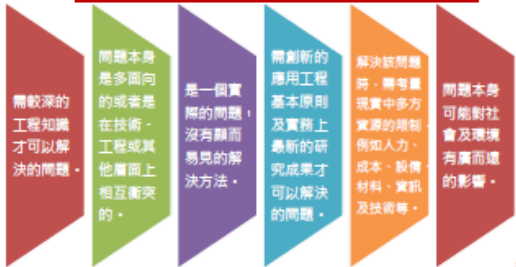 需較深的
工程知識
才可以解
決的問題。
問題本身
是多面向
的或者是
在技術、
工程或其
他層面上
相互衝突
的。
是一個實
際的問題，
沒有顯而
易見的解
決方法。
需創新的
應用工程
基本原則
及實務上
最新的研
究成果才
可以解決
的問題。
解決該問題
時，需考量
現實中多方
資源的限制，
例如人力、
成本、設備、
材料、資訊
及技術等。
問題本身
可能對社
會及環境
有廣而遠
的影響。